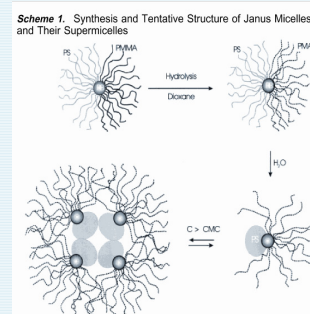 Scheme 1. Synthesis and Tentative Structure of Janus Micelles
and Their Supermicelles
PS
PMMA
Hydrolysis
Dioxane
PS
H₂O
C > CMC
PS